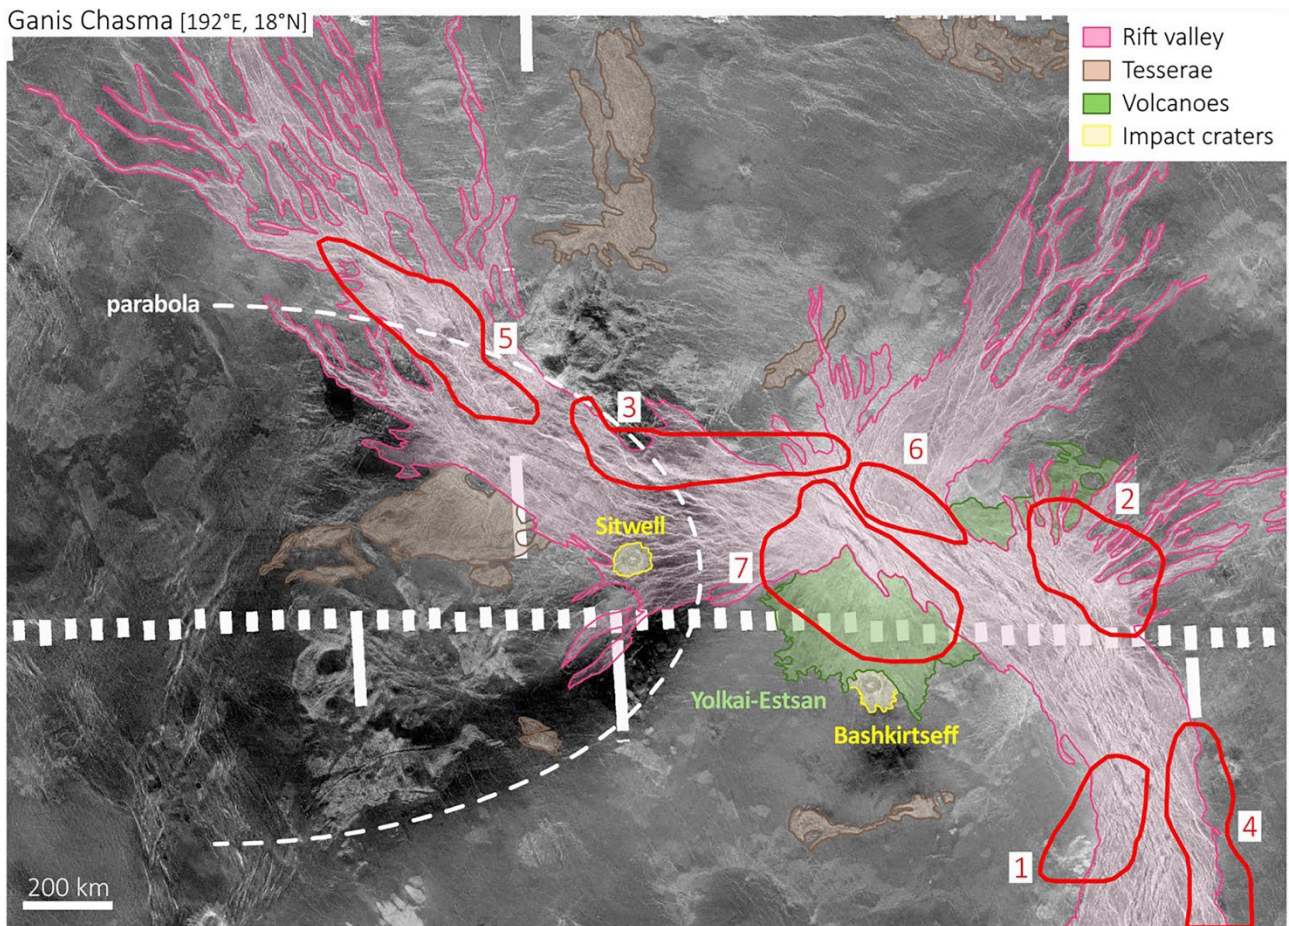 Ganis Chasma [192°E, 18°N]
Rift valley
Tesserae
Volcanoes
Impact craters
parabola
5
3
6
2
Sitwell
7
Yolkai-Estsan
Bashkirtseff
4
1
200 km